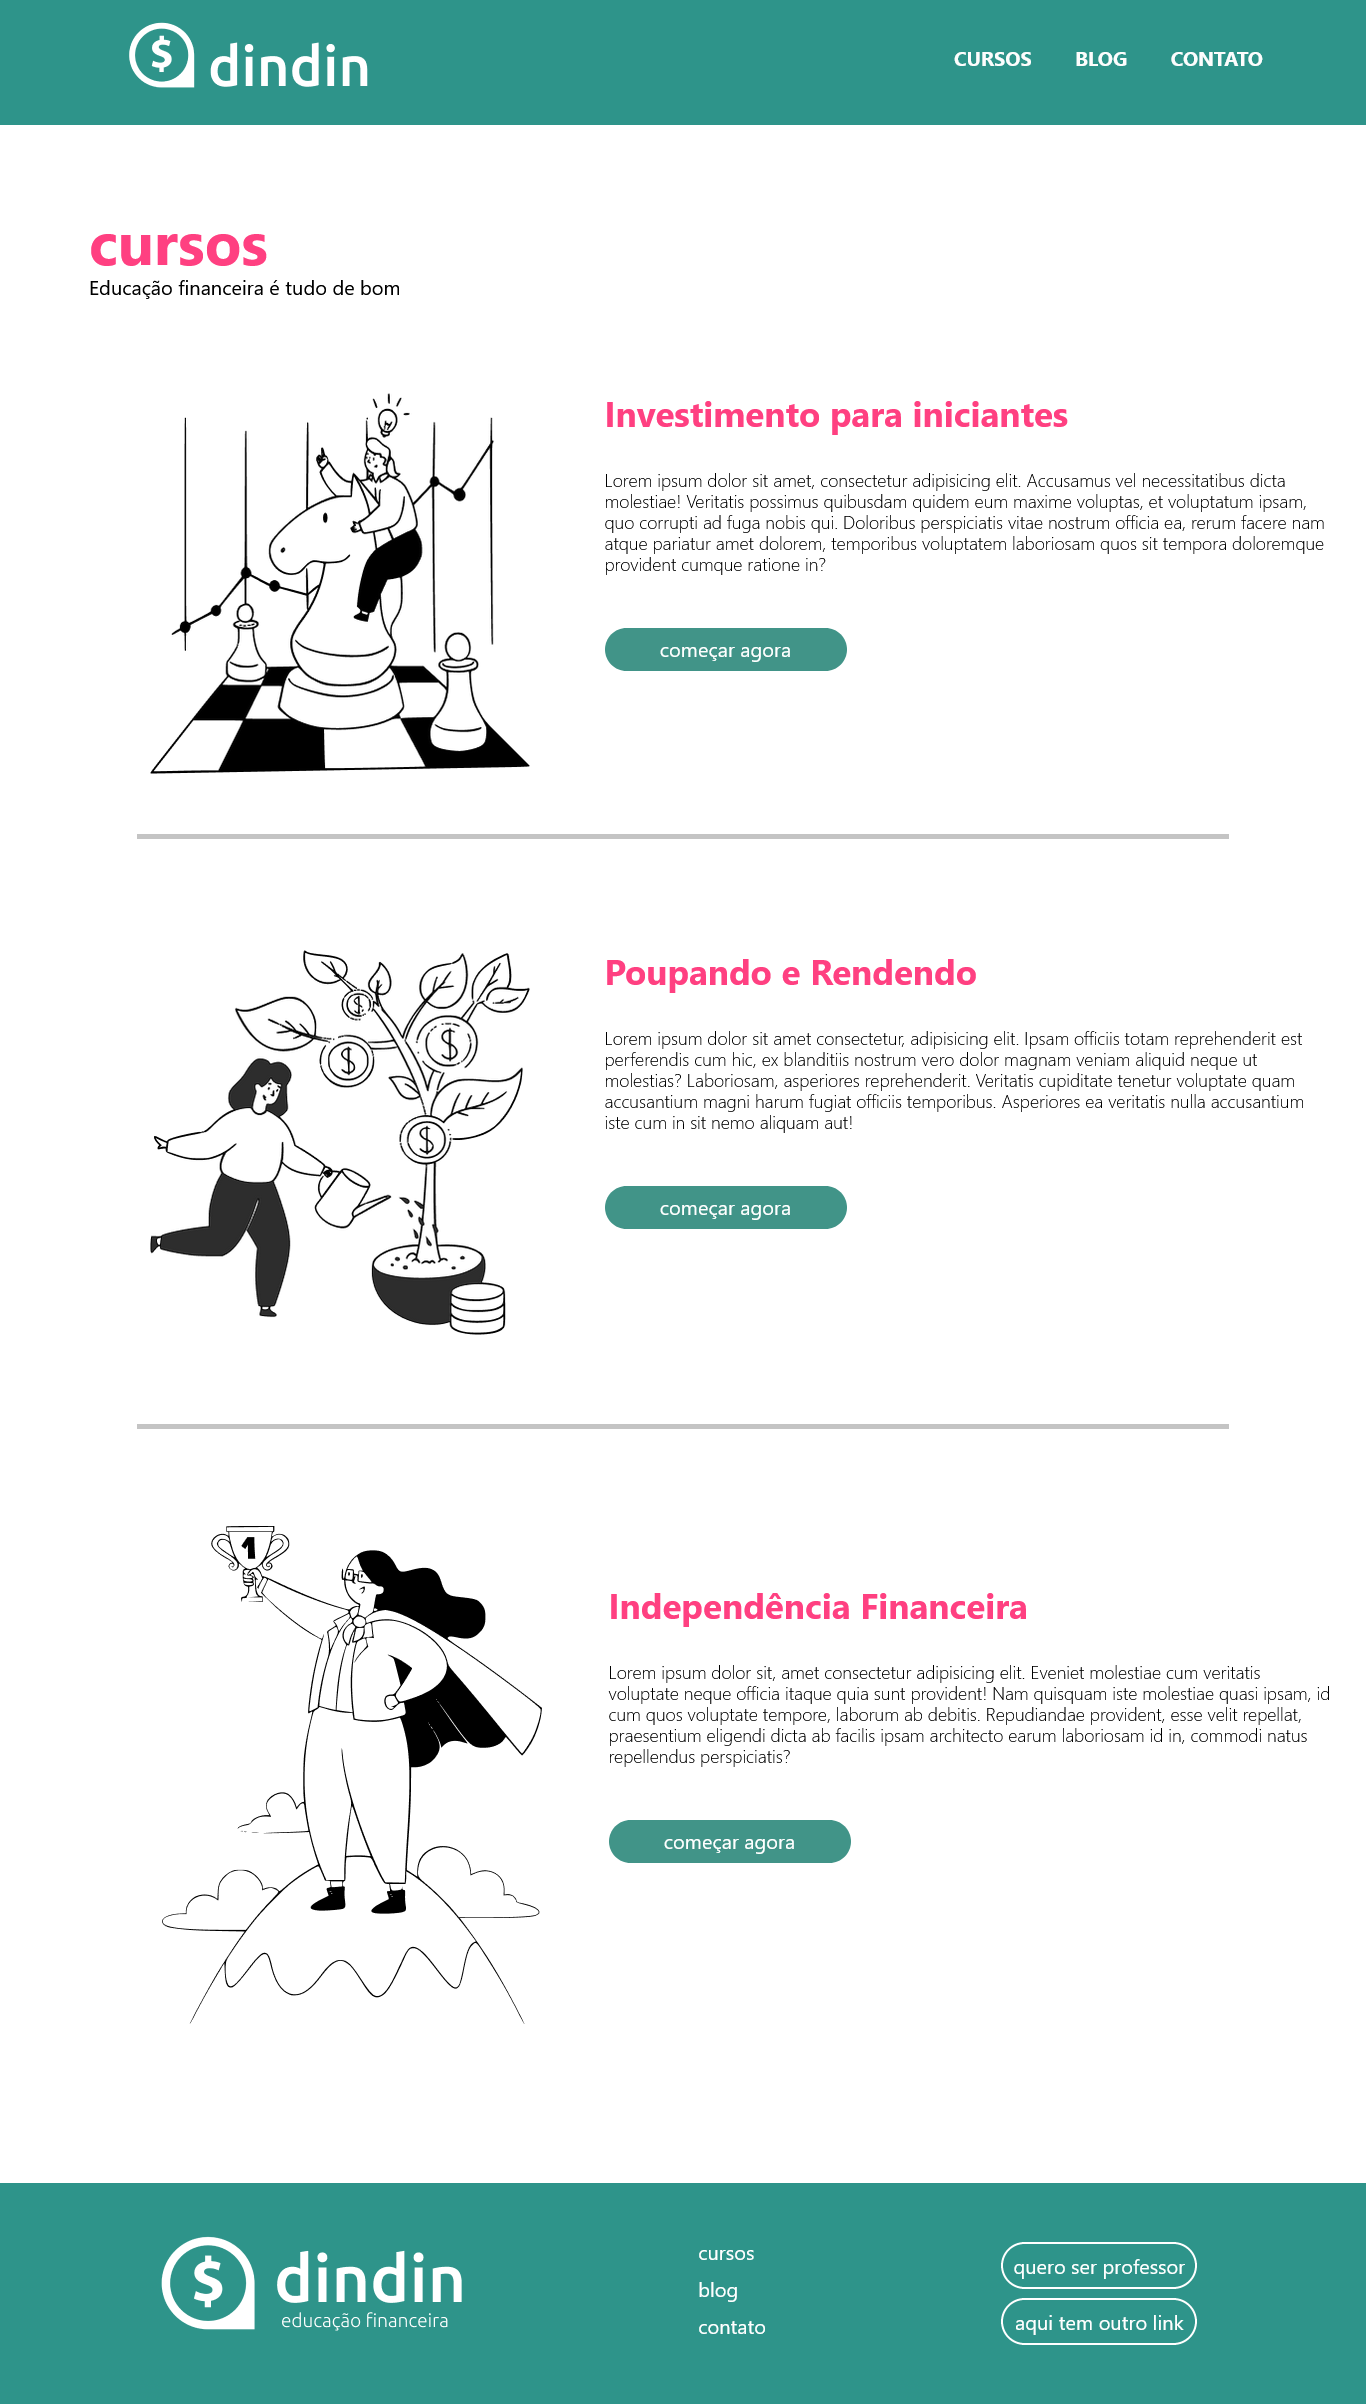 $ dindin
CURSOS BLOG CONTATO
cursos
Educação financeira é tudo de bom
Investimento para iniciantes
Lorem ipsum dolor sit amet, consectetur adipisicing elit. Accusamus vel necessitatibus dicta
molestiae! Veritatis possimus quibusdam quidem eum maxime voluptas, et voluptatum ipsam,
quo corrupti ad fuga nobis qui. Doloribus perspiciatis vitae nostrum officia ea, rerum facere nam
atque pariatur amet dolorem, temporibus voluptatem laboriosam quos sit tempora doloremque
provident cumque ratione in?
começar agora
$
$
$
$
Poupando e Rendendo
Lorem ipsum dolor sit amet consectetur, adipisicing elit. Ipsam officiis totam reprehenderit est
perferendis cum hic, ex blanditiis nostrum vero dolor magnam veniam aliquid neque ut
molestias? Laboriosam, asperiores reprehenderit. Veritatis cupiditate tenetur voluptate quam
accusantium magni harum fugiat officiis temporibus. Asperiores ea veritatis nulla accusantium
iste cum in sit nemo aliquam aut!
começar agora
1
Independência Financeira
Lorem ipsum dolor sit, amet consectetur adipisicing elit. Eveniet molestiae cum veritatis
voluptate neque officia itaque quia sunt provident! Nam quisquam iste molestiae quasi ipsam, id
cum quos voluptate tempore, laborum ab debitis. Repudiandae provident, esse velit repellat,
praesentium eligendi dicta ab facilis ipsam architecto earum laboriosam id in, commodi natus
repellendus perspiciatis?
começar agora
$ dindin
educação financeira
cursos
blog
contato
quero ser professor
aqui tem outro link